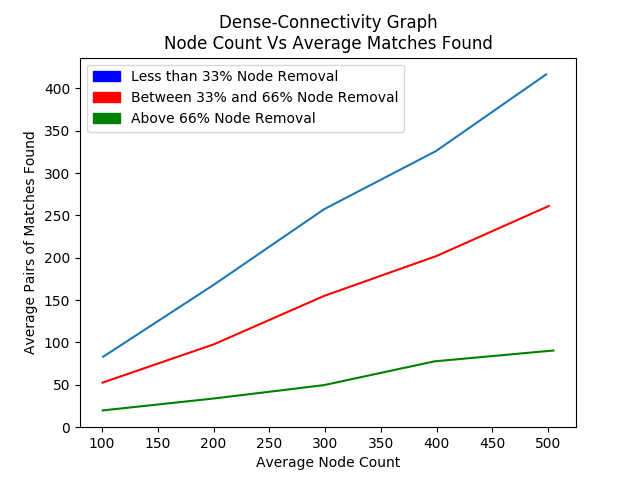 Dense-Connectivity Graph
Node Count Vs Average Matches Found
Less than 33% Node Removal
Between 33% and 66% Node Removal
Above 66% Node Removal
Average Pairs of Matches Found
400
350
300
250
200
150
100
50
0
100 150 200 250 300 350 400 450 500
Average Node Count